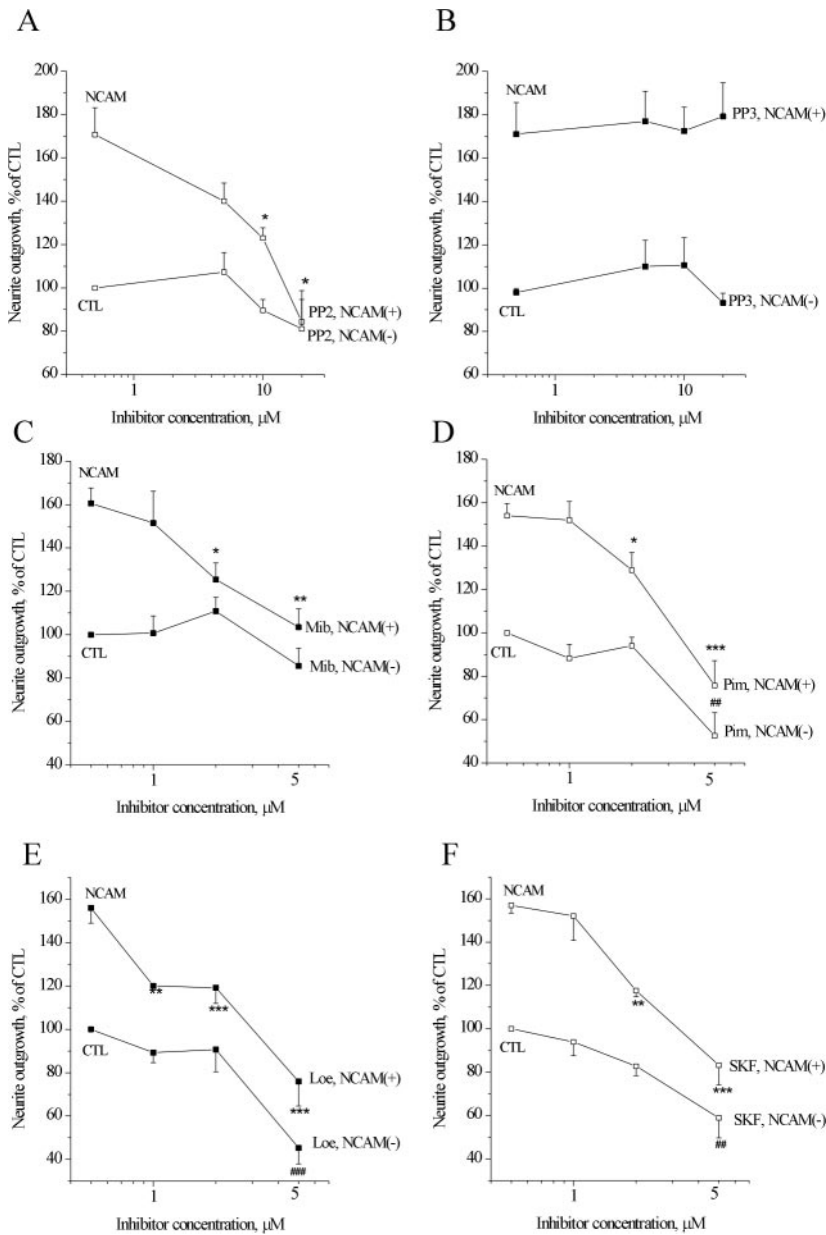 A
Neurite outgrowth, % of CTL
200
180
160
140
120
100
80
60
NCAM
CTL
*
*
PP2, NCAM(+)
PP2, NCAM(-)
1
10
Inhibitor concentration, µM
B
Neurite outgrowth, % of CTL
200
180
160
140
120
100
80
60
NCAM
CTL
PP3, NCAM(+)
PP3, NCAM(-)
1
10
Inhibitor concentration, µM
C
Neurite outgrowth, % of CTL
180
160
140
120
100
80
60
40
NCAM
CTL
*
**
Mib, NCAM(+)
Mib, NCAM(-)
1
5
Inhibitor concentration, µM
D
Neurite outgrowth, % of CTL
180
160
140
120
100
80
60
40
NCAM
CTL
*
***
Pim, NCAM(+)
##
Pim, NCAM(-)
1
5
Inhibitor concentration, µM
E
Neurite outgrowth, % of CTL
160
140
120
100
80
60
40
NCAM
CTL
**
***
Loe, NCAM(+)
***
Loe, NCAM(-)
###
1
5
Inhibitor concentration, µM
F
Neurite outgrowth, % of CTL
160
140
120
100
80
60
40
NCAM
CTL
**
SKF, NCAM(+)
***
SKF, NCAM(-)
##
1
5
Inhibitor concentration, µM